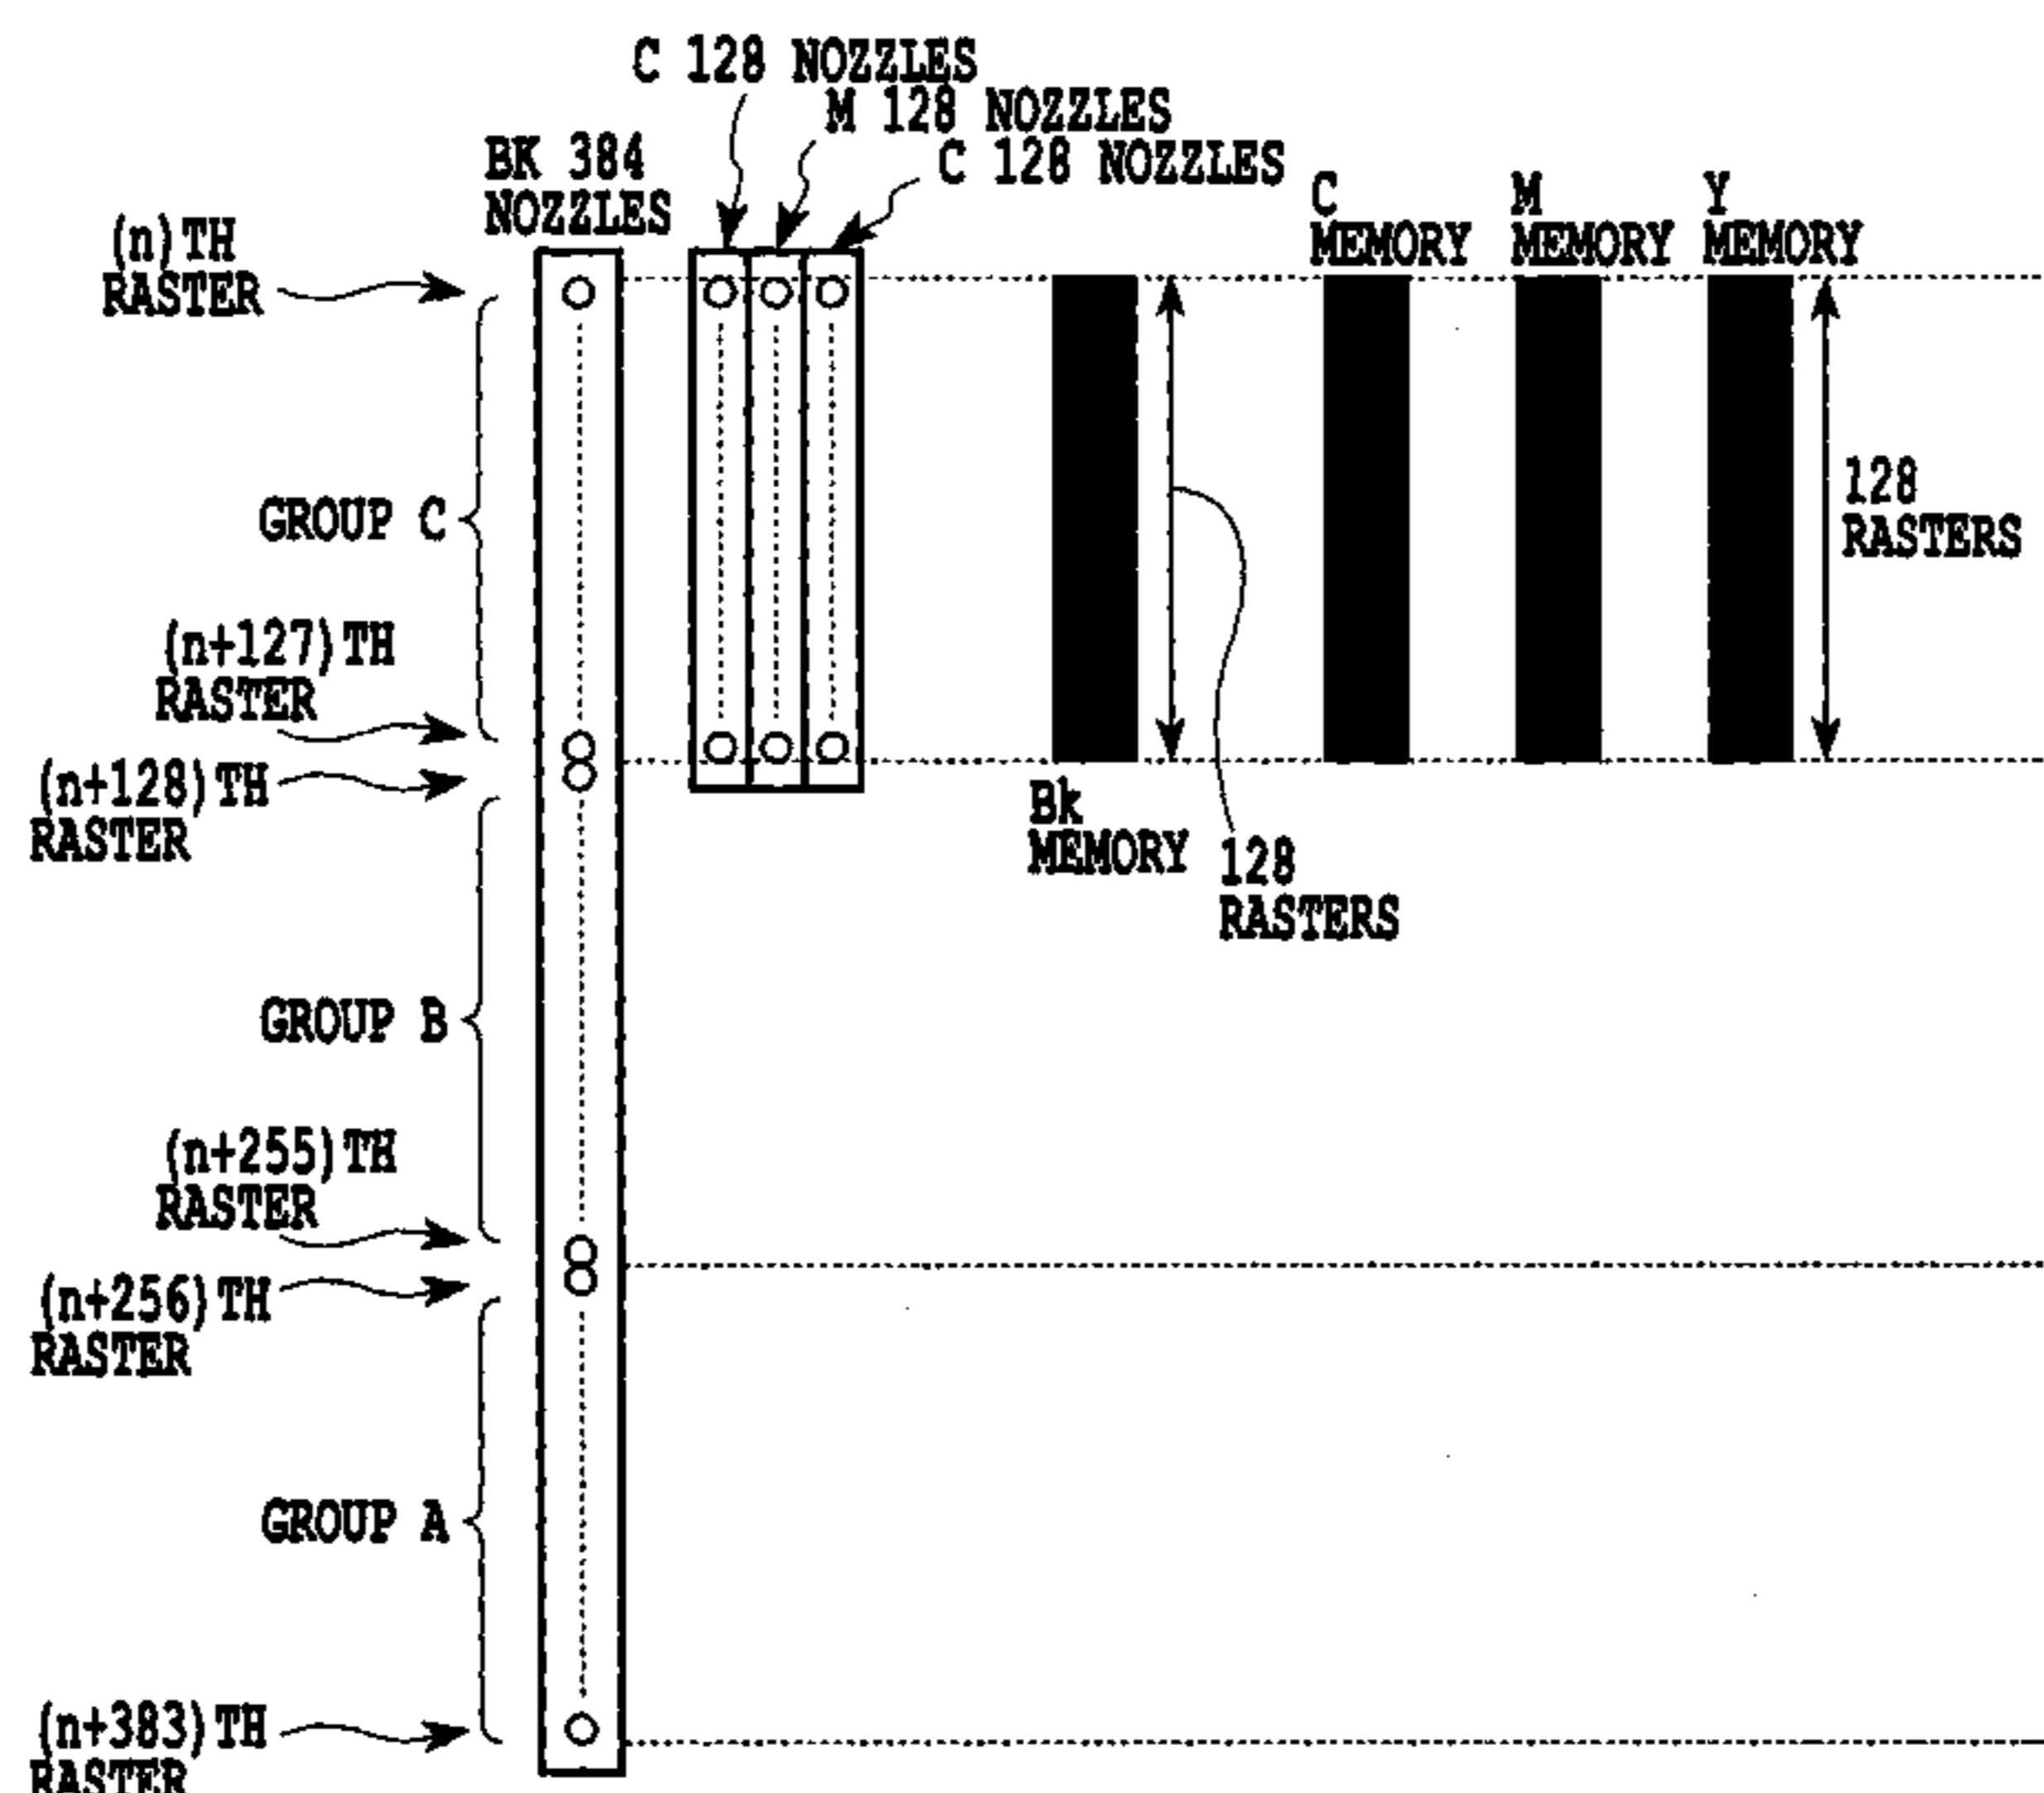 C 128 NOZZLES
M 128 NOZZLES
C 128 NOZZLES
BK 384
NOZZLES
C
MEMORY
M
MEMORY
Y
MEMORY
(n)TH
RASTER
GROUP C
128
RASTERS
(n+127)TH
RASTER
(n+128)TH
RASTER
Bk
MEMORY
128
RASTERS
GROUP B
(n+255)TH
RASTER
(n+256)TH
RASTER
GROUP A
(n+383)TH
RASTER